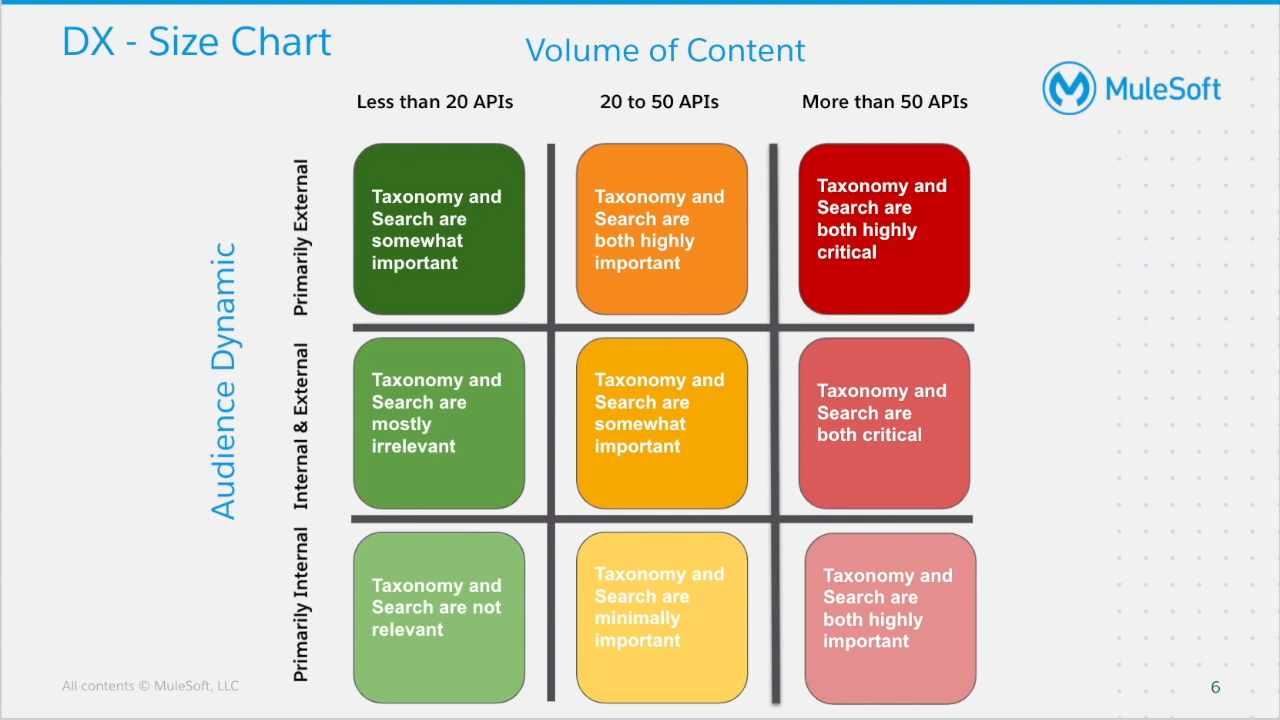 DX - Size Chart
Volume of Content
MuleSoft
Less than 20 APIs
20 to 50 APIs
More than 50 APIs
Audience Dynamic
Primarily External
Taxonomy and
Search are
somewhat
important
Taxonomy and
Search are
both highly
important
Taxonomy and
Search are
both highly
critical
Internal & External
Taxonomy and
Search are
mostly
irrelevant
Taxonomy and
Search are
somewhat
important
Taxonomy and
Search are
both critical
Primarily Internal
Taxonomy and
Search are not
relevant
Taxonomy and
Search are
minimally
important
Taxonomy and
Search are
both highly
important
All contents © MuleSoft, LLC
6